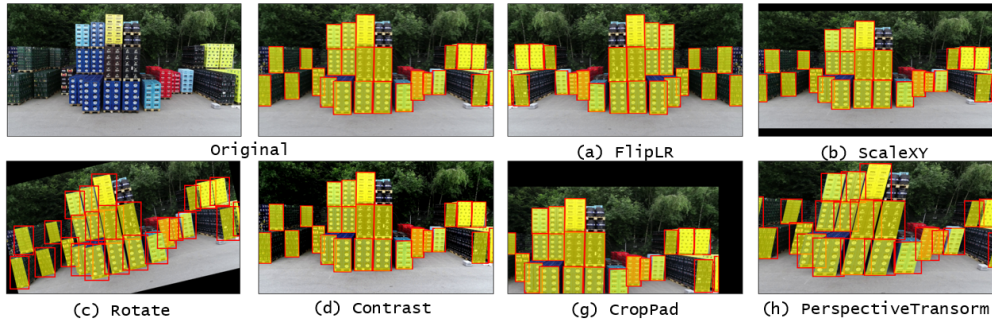 Original
(a) FlipLR
(b) ScaleXY
(c) Rotate
(d) Contrast
(g) CropPad
(h) PerspectiveTransorm